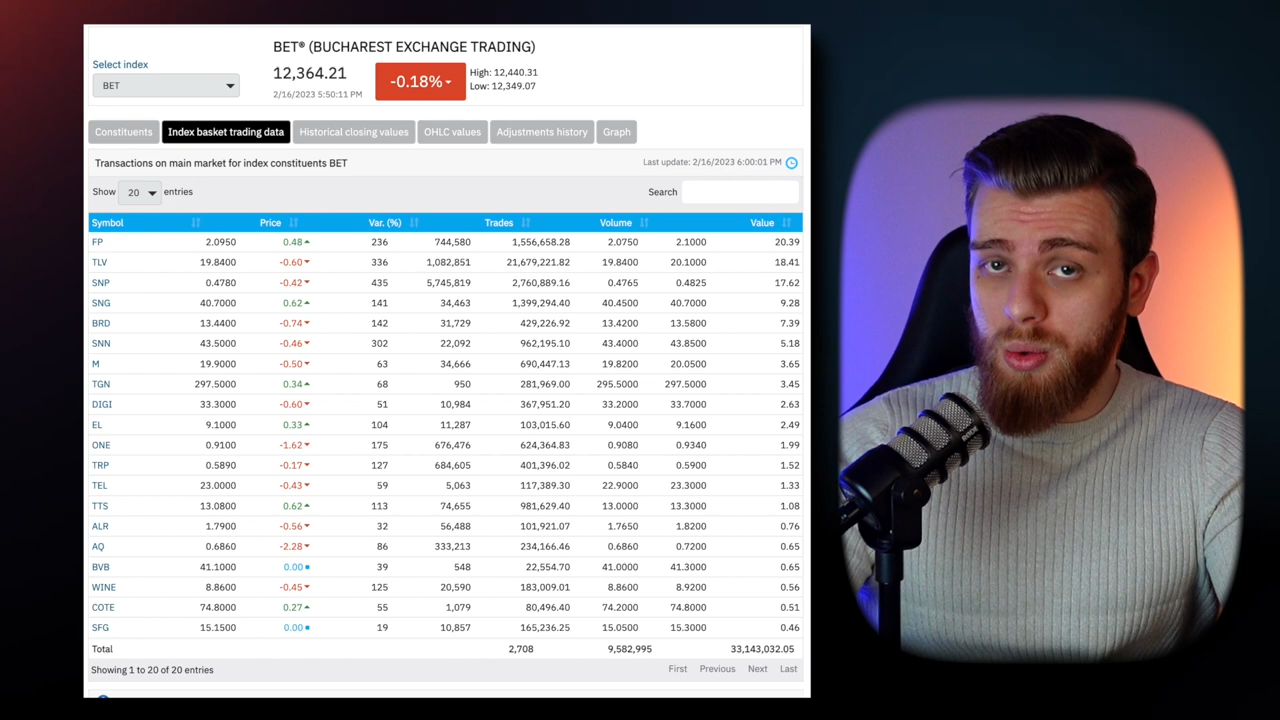 BET® (BUCHAREST EXCHANGE TRADING)
Select index
BET
12,364.21
-0.18%
High: 12,440.31
Low: 12,349.07
2/16/2023 5:50:11 PM
Constituents Index basket trading data Historical closing values OHLC values Adjustments history Graph
Transactions on main market for index constituents BET
Last update: 2/16/2023 6:00:01 PM
Show 20 entries
Search
Symbol Price Var. (%) Trades Volume Value
FP 2.0950 0.48 236 744,580 1,556,658.28 2.0750 2.1000 20.39
TLV 19.8400 -0.60 336 1,082,851 21,679,221.82 19.8400 20.1000 18.41
SNP 0.4780 -0.42 435 5,745,819 2,760,889.16 0.4765 0.4825 17.62
SNG 40.7000 0.62 141 34,463 1,399,294.40 40.4500 40.7000 9.28
BRD 13.4400 -0.74 142 31,729 429,226.92 13.4200 13.5800 7.39
SNN 43.5000 -0.46 302 22,092 962,195.10 43.4000 43.8500 5.18
M 19.9000 -0.50 63 34,666 690,447.13 19.8200 20.0500 3.65
TGN 297.5000 0.34 68 950 281,969.00 295.5000 297.5000 3.45
DIGI 33.3000 -0.60 51 10,984 367,951.20 33.2000 33.7000 2.63
EL 9.1000 0.33 104 11,287 103,015.60 9.0400 9.1600 2.49
ONE 0.9100 -1.62 175 676,476 624,364.83 0.9080 0.9340 1.99
TRP 0.5890 -0.17 127 684,605 401,396.02 0.5840 0.5900 1.52
TEL 23.0000 -0.43 59 5,063 117,389.30 22.9000 23.3000 1.33
TTS 13.0800 0.62 113 74,655 981,629.40 13.0000 13.3000 1.08
ALR 1.7900 -0.56 32 56,488 101,921.07 1.7650 1.8200 0.76
AQ 0.6860 -2.28 86 333,213 234,166.46 0.6860 0.7200 0.65
BVB 41.1000 0.00 39 548 22,554.70 41.0000 41.3000 0.65
WINE 8.8600 -0.45 125 20,590 183,009.01 8.8600 8.9200 0.56
COTE 74.8000 0.27 55 1,079 80,496.40 74.2000 74.8000 0.51
SFG 15.1500 0.00 19 10,857 165,236.25 15.0500 15.3000 0.46
Total 2,708 9,582,995 33,143,032.05
Showing 1 to 20 of 20 entries
First Previous Next Last